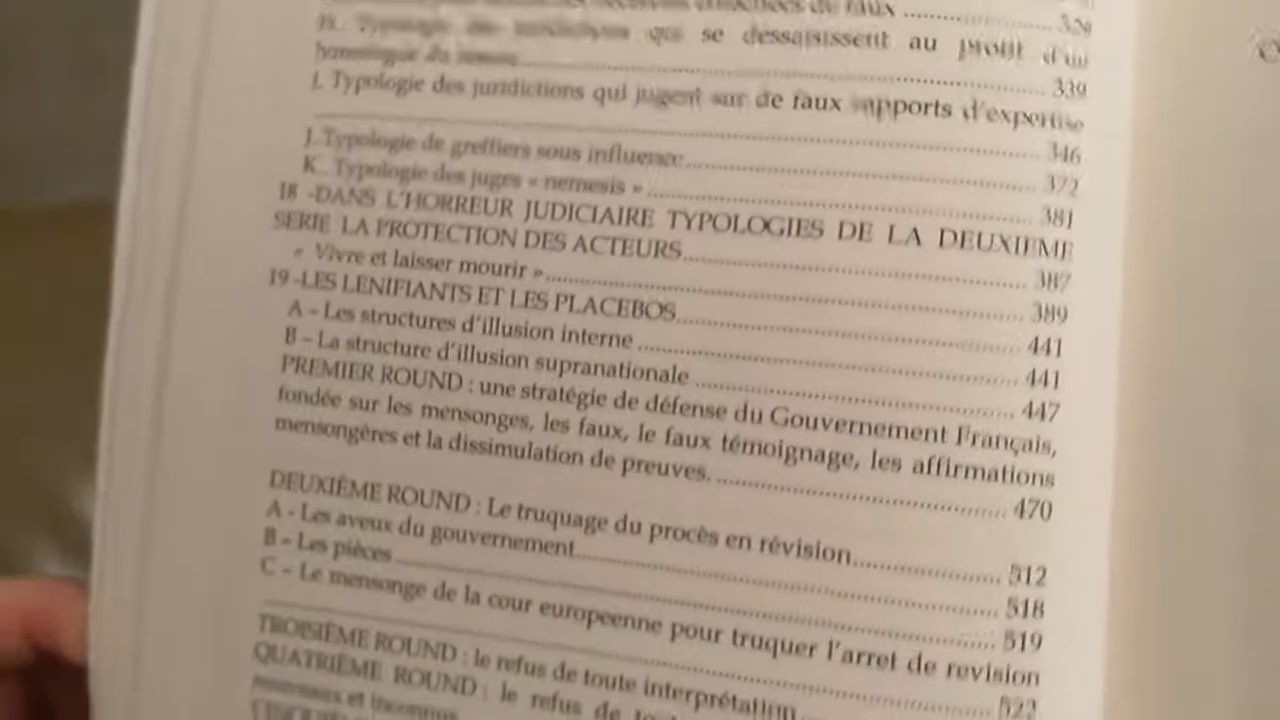 de faux .......... 329
H. Typologie des juridictions qui se dessaisissent au profit d'un
339
I. Typologie des juridictions qui jugent sur de faux rapports d'expertise
346
J. Typologie de greffiers sous influence.......... 372
K. Typologie des juges « nemesis » .......... 381
18 -DANS L'HORREUR JUDICIAIRE TYPOLOGIES DE LA DEUXIEME
SERIE LA PROTECTION DES ACTEURS.......... 387
« Vivre et laisser mourir ».......... 389
19 -LES LENIFIANTS ET LES PLACEBOS.......... 441
A – Les structures d'illusion interne .......... 441
B – La structure d'illusion supranationale .......... 447
PREMIER ROUND : une stratégie de défense du Gouvernement Français,
fondée sur les mensonges, les faux, le faux témoignage, les affirmations
mensongères et la dissimulation de preuves. .......... 470
DEUXIÈME ROUND : Le truquage du procès en révision.......... 512
A - Les aveux du gouvernement.......... 518
B – Les pièces .......... 519
C – Le mensonge de la cour europeenne pour truquer l'arret de revision
522
TROISIÈME ROUND : le refus de toute interprétation..........
QUATRIÈME ROUND : le refus de
et inconnus